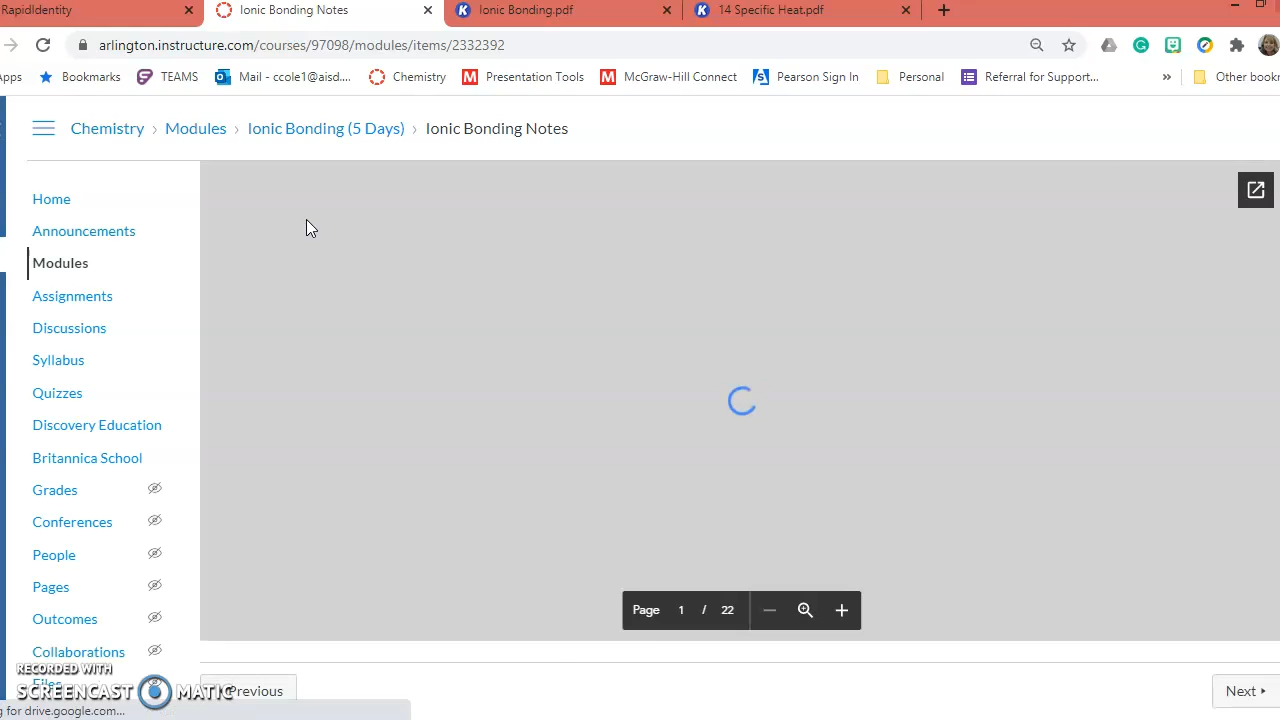 RapidIdentity
Ionic Bonding Notes
Ionic Bonding.pdf
14 Specific Heat.pdf
arlington.instructure.com/courses/97098/modules/items/2332392
Apps
Bookmarks
TEAMS
Mail - ccole1@aisd....
Chemistry
Presentation Tools
McGraw-Hill Connect
Pearson Sign In
Personal
Referral for Support...
»
Other bookr
Chemistry › Modules › Ionic Bonding (5 Days) › Ionic Bonding Notes
Home
Announcements
Modules
Assignments
Discussions
Syllabus
Quizzes
Discovery Education
Britannica School
Grades
Conferences
People
Pages
Outcomes
Collaborations
Files
Page 1 / 22
RECORDED WITH
SCREENCAST MATIC
Previous
Next
g for drive.google.com...